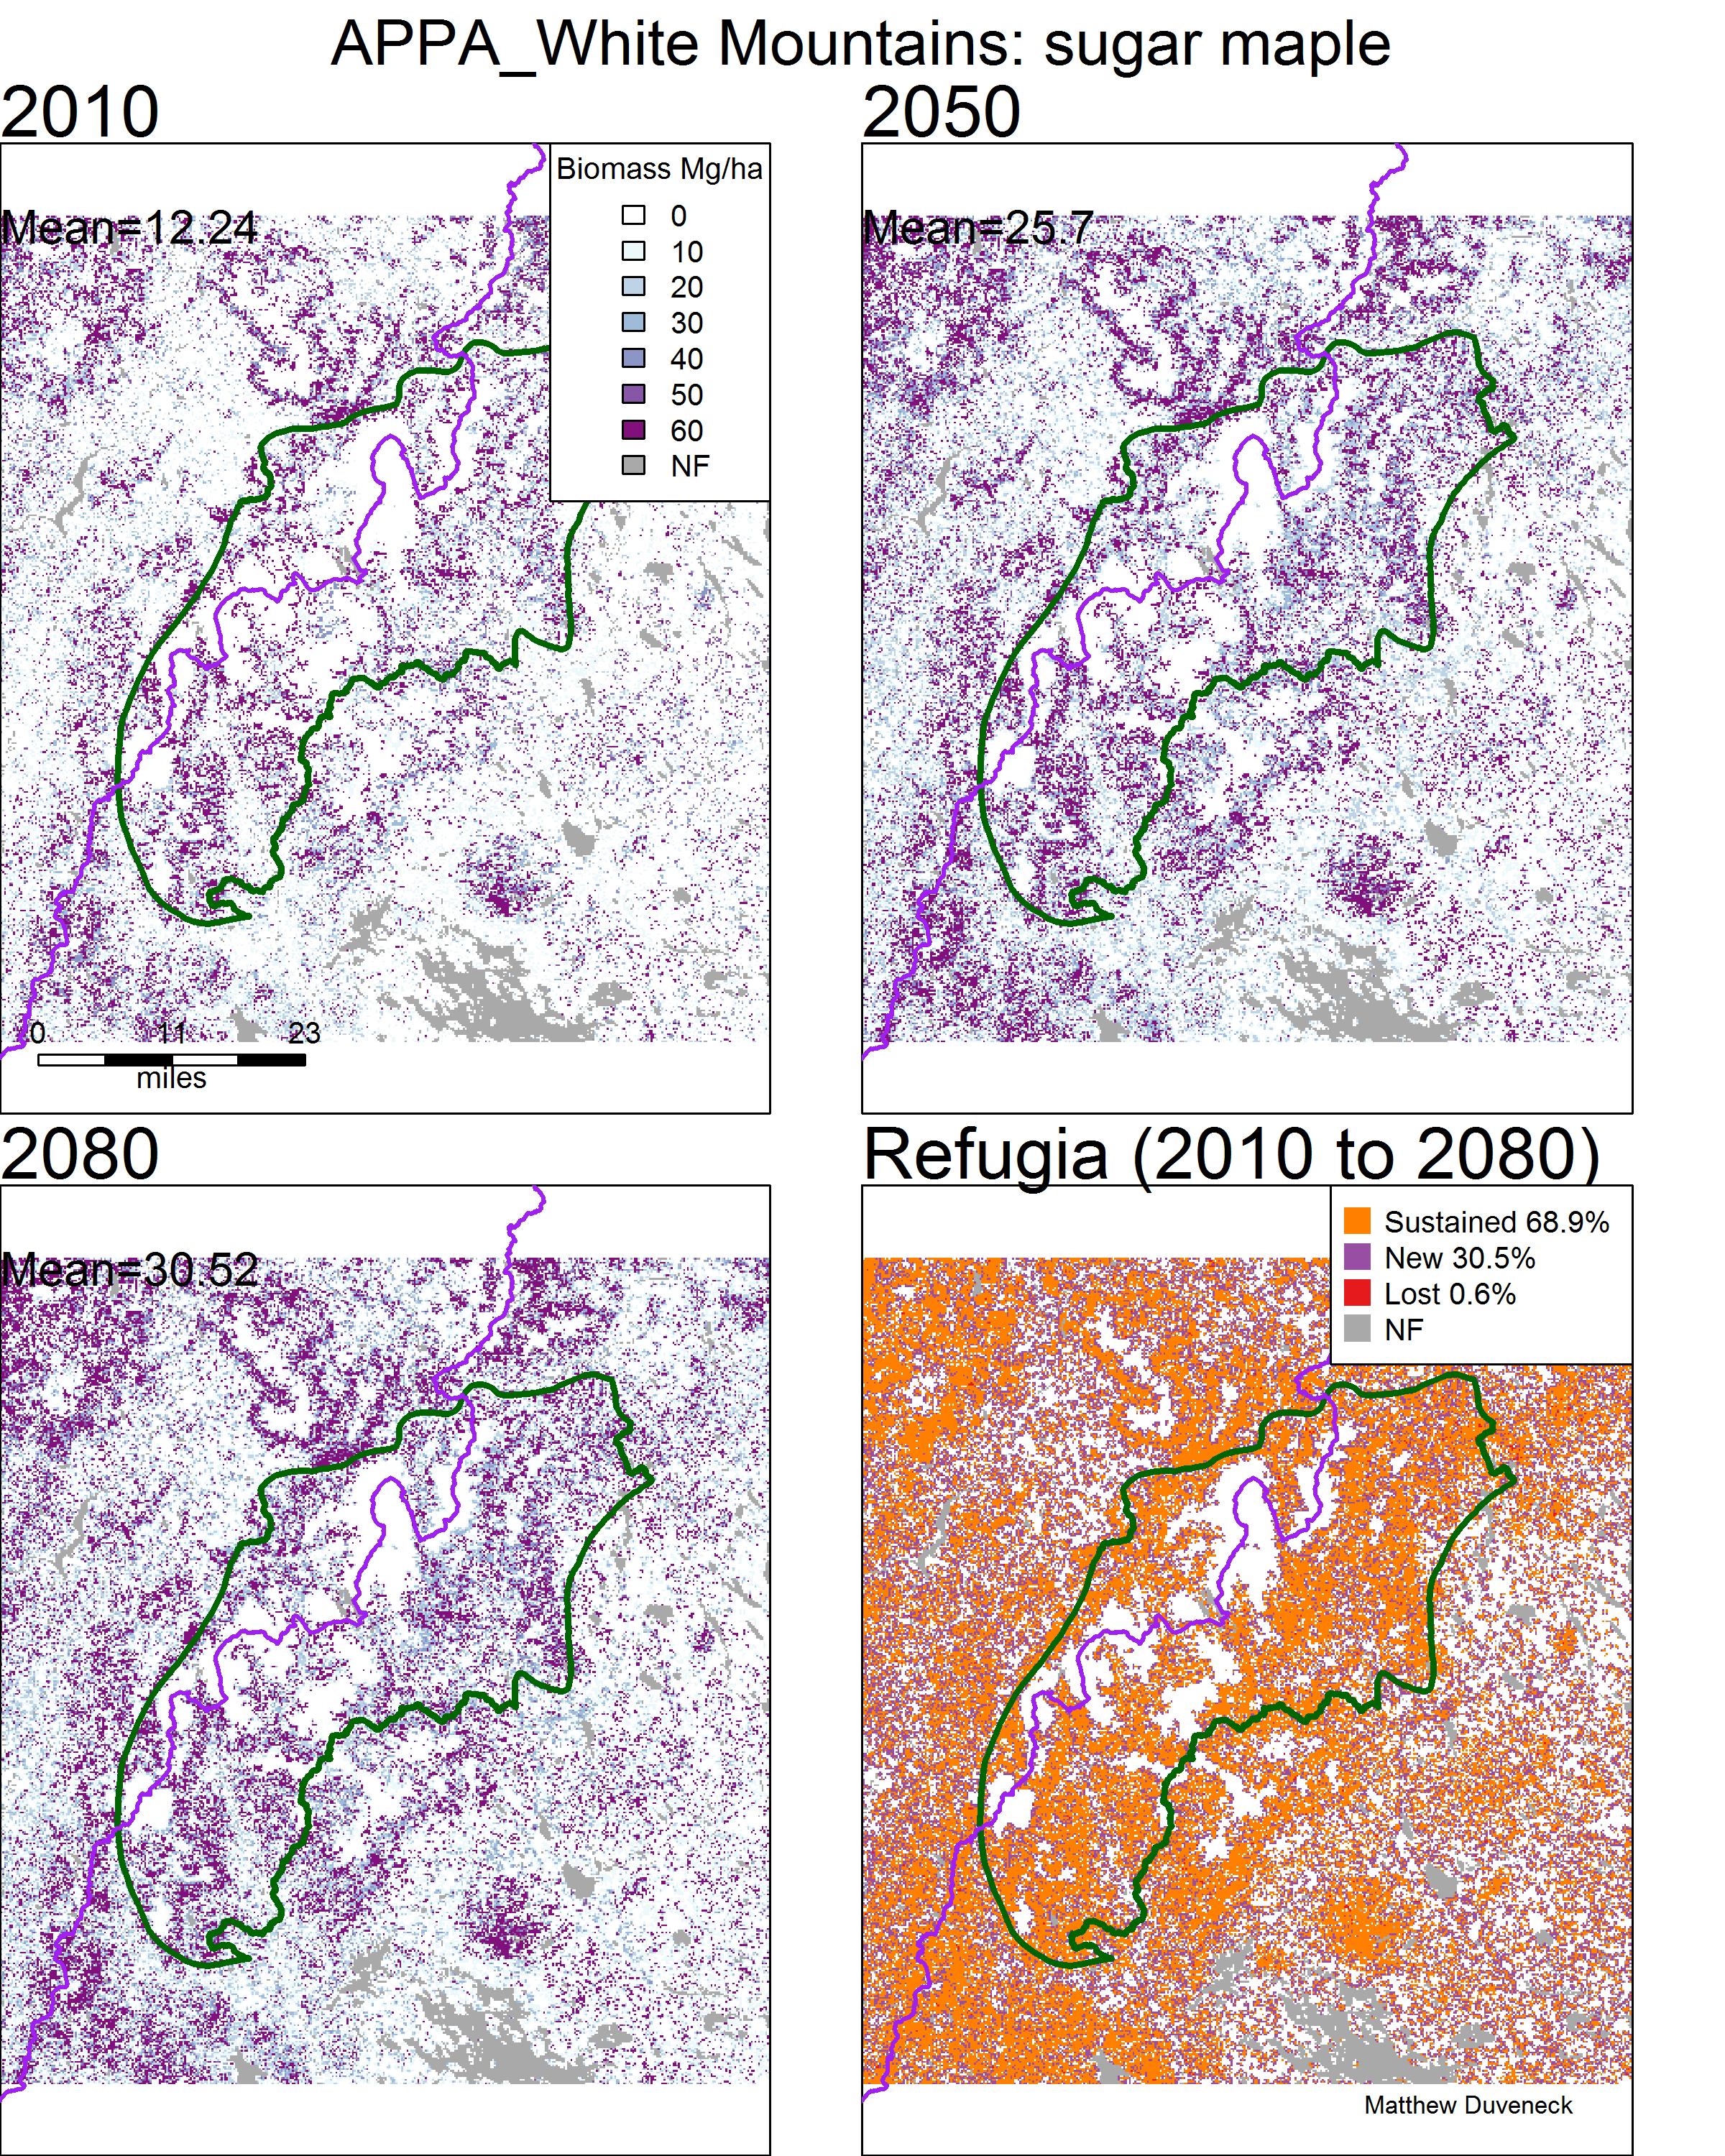 APPA_White Mountains: sugar maple
2010
Mean=12.24
Biomass Mg/ha
0
10
20
30
40
50
60
NF
0 11 23
miles
2050
Mean=25.7
2080
Mean=30.52
Refugia (2010 to 2080)
Sustained 68.9%
New 30.5%
Lost 0.6%
NF
Matthew Duveneck